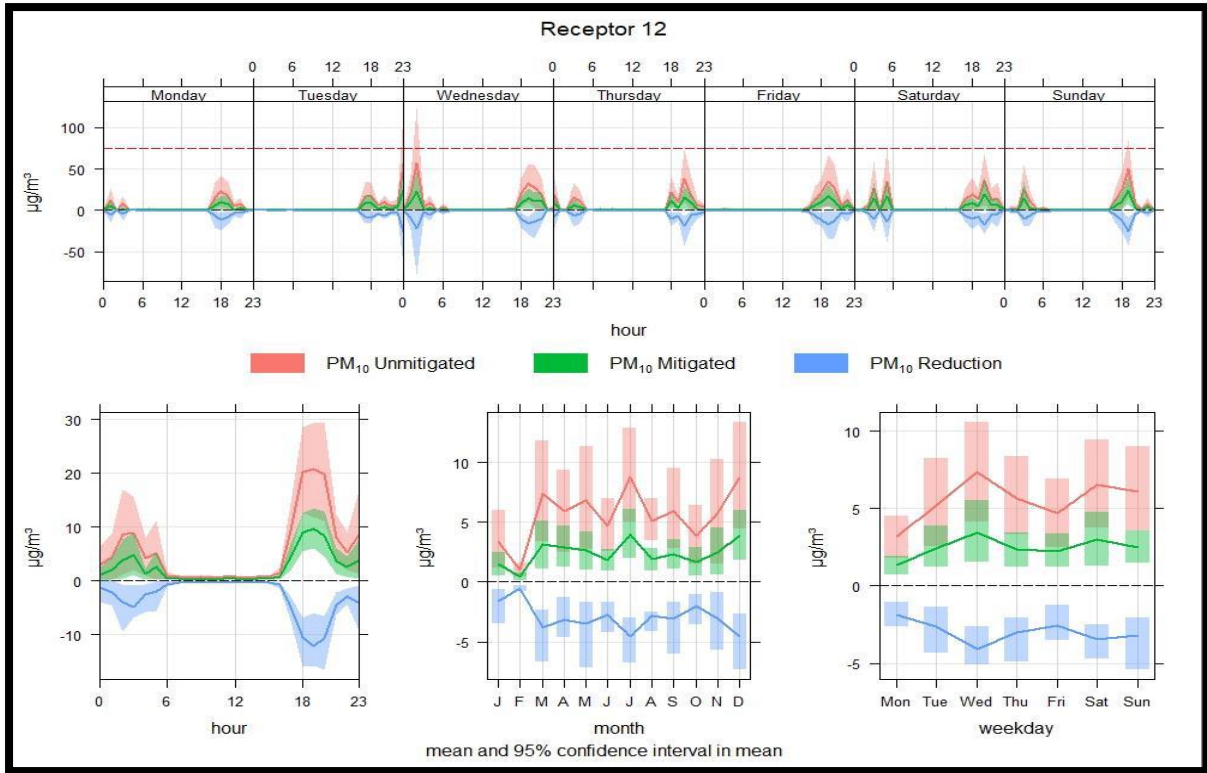 Receptor 12
0 6 12 18 23 0 6 12 18 23 0 6 12 18 23
Monday Tuesday Wednesday Thursday Friday Saturday Sunday
100
50
0
-50
µg/m³
0 6 12 18 23 0 6 12 18 23 0 6 12 18 23 0 6 12 18 23
hour
PM₁₀ Unmitigated PM₁₀ Mitigated PM₁₀ Reduction
30
20
10
0
-10
µg/m³
0 6 12 18 23
hour
10
5
0
-5
µg/m³
J F M A M J J A S O N D
month
10
5
0
-5
µg/m³
Mon Tue Wed Thu Fri Sat Sun
weekday
mean and 95% confidence interval in mean